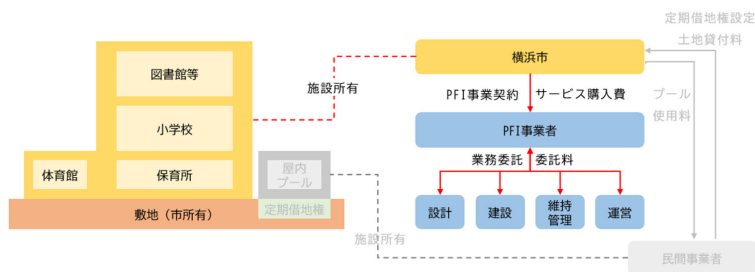 図書館等
小学校
体育館
保育所
屋内
プール
敷地（市所有）
定期借地権
施設所有
施設所有
横浜市
PFI事業契約
サービス購入費
PFI事業者
業務委託
委託料
設計
建設
維持
管理
運営
定期借地権設定
土地貸付料
プール
使用料
民間事業者